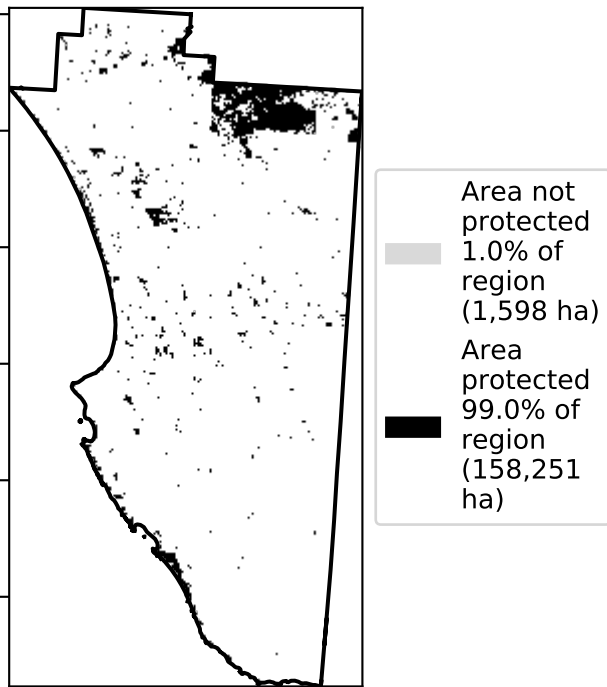 Area not
protected
1.0% of
region
(1,598 ha)
Area
protected
99.0% of
region
(158,251
ha)